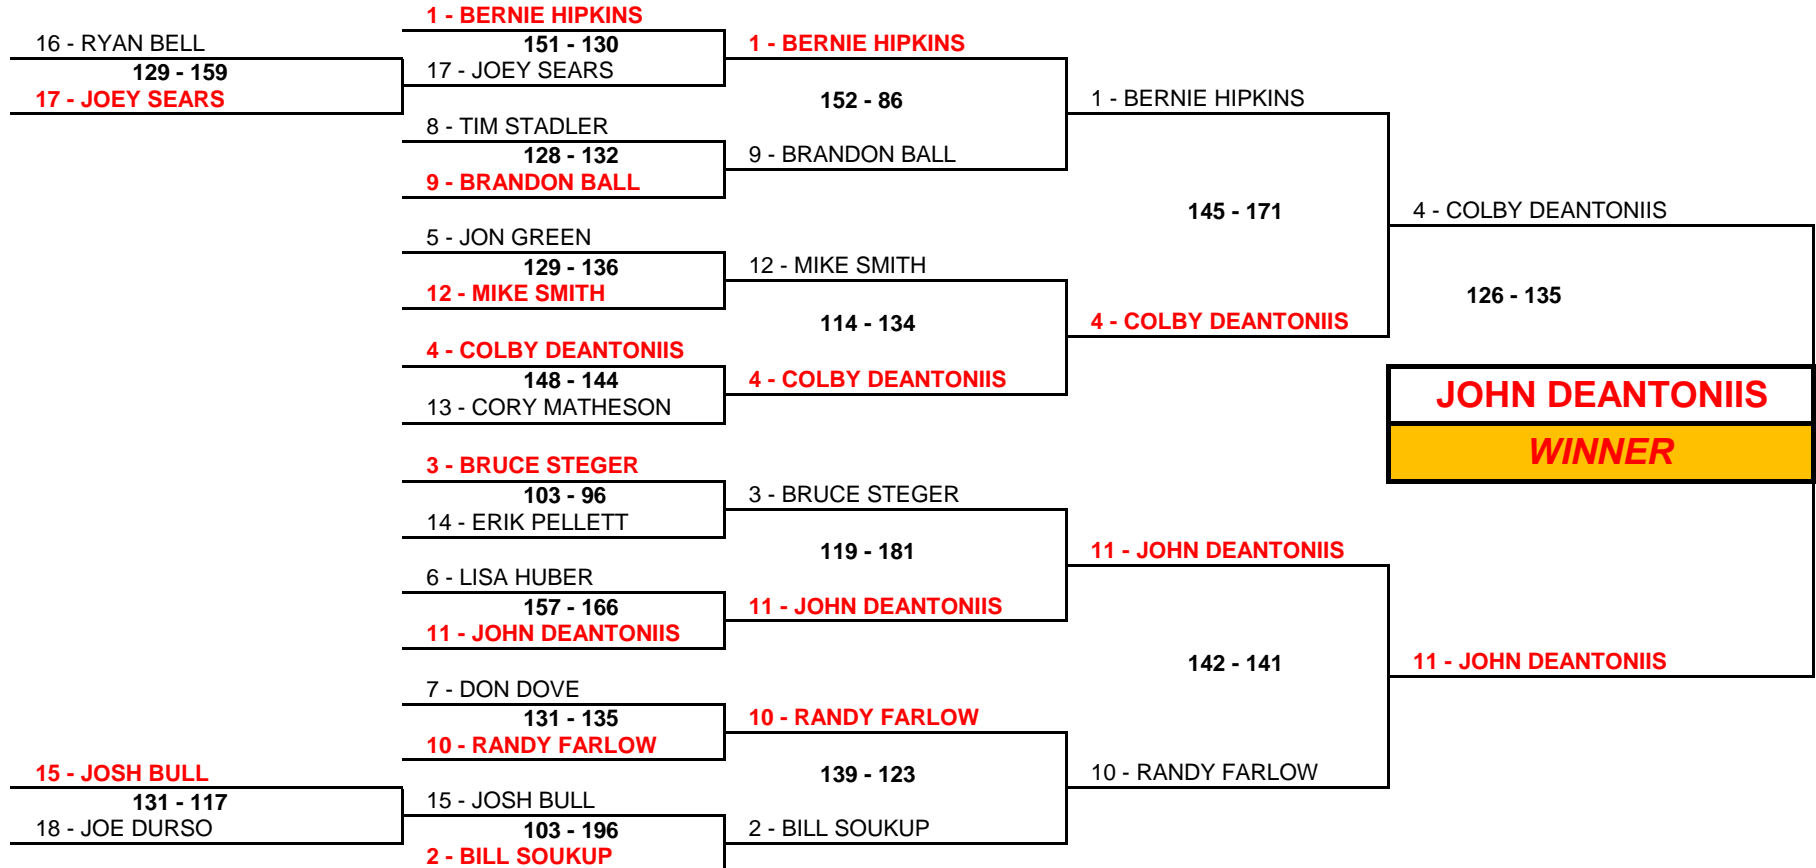 16 - RYAN BELL
129 - 159
17 - JOEY SEARS
15 - JOSH BULL
131 - 117
18 - JOE DURSO
1 - BERNIE HIPKINS
151 - 130
17 - JOEY SEARS
8 - TIM STADLER
128 - 132
9 - BRANDON BALL
5 - JON GREEN
129 - 136
12 - MIKE SMITH
4 - COLBY DEANTONIIS
148 - 144
13 - CORY MATHESON
3 - BRUCE STEGER
103 - 96
14 - ERIK PELLETT
6 - LISA HUBER
157 - 166
11 - JOHN DEANTONIIS
7 - DON DOVE
131 - 135
10 - RANDY FARLOW
15 - JOSH BULL
103 - 196
2 - BILL SOUKUP
1 - BERNIE HIPKINS
152 - 86
9 - BRANDON BALL
12 - MIKE SMITH
114 - 134
4 - COLBY DEANTONIIS
3 - BRUCE STEGER
119 - 181
11 - JOHN DEANTONIIS
10 - RANDY FARLOW
139 - 123
2 - BILL SOUKUP
1 - BERNIE HIPKINS
145 - 171
4 - COLBY DEANTONIIS
11 - JOHN DEANTONIIS
142 - 141
10 - RANDY FARLOW
4 - COLBY DEANTONIIS
126 - 135
JOHN DEANTONIIS
WINNER
11 - JOHN DEANTONIIS